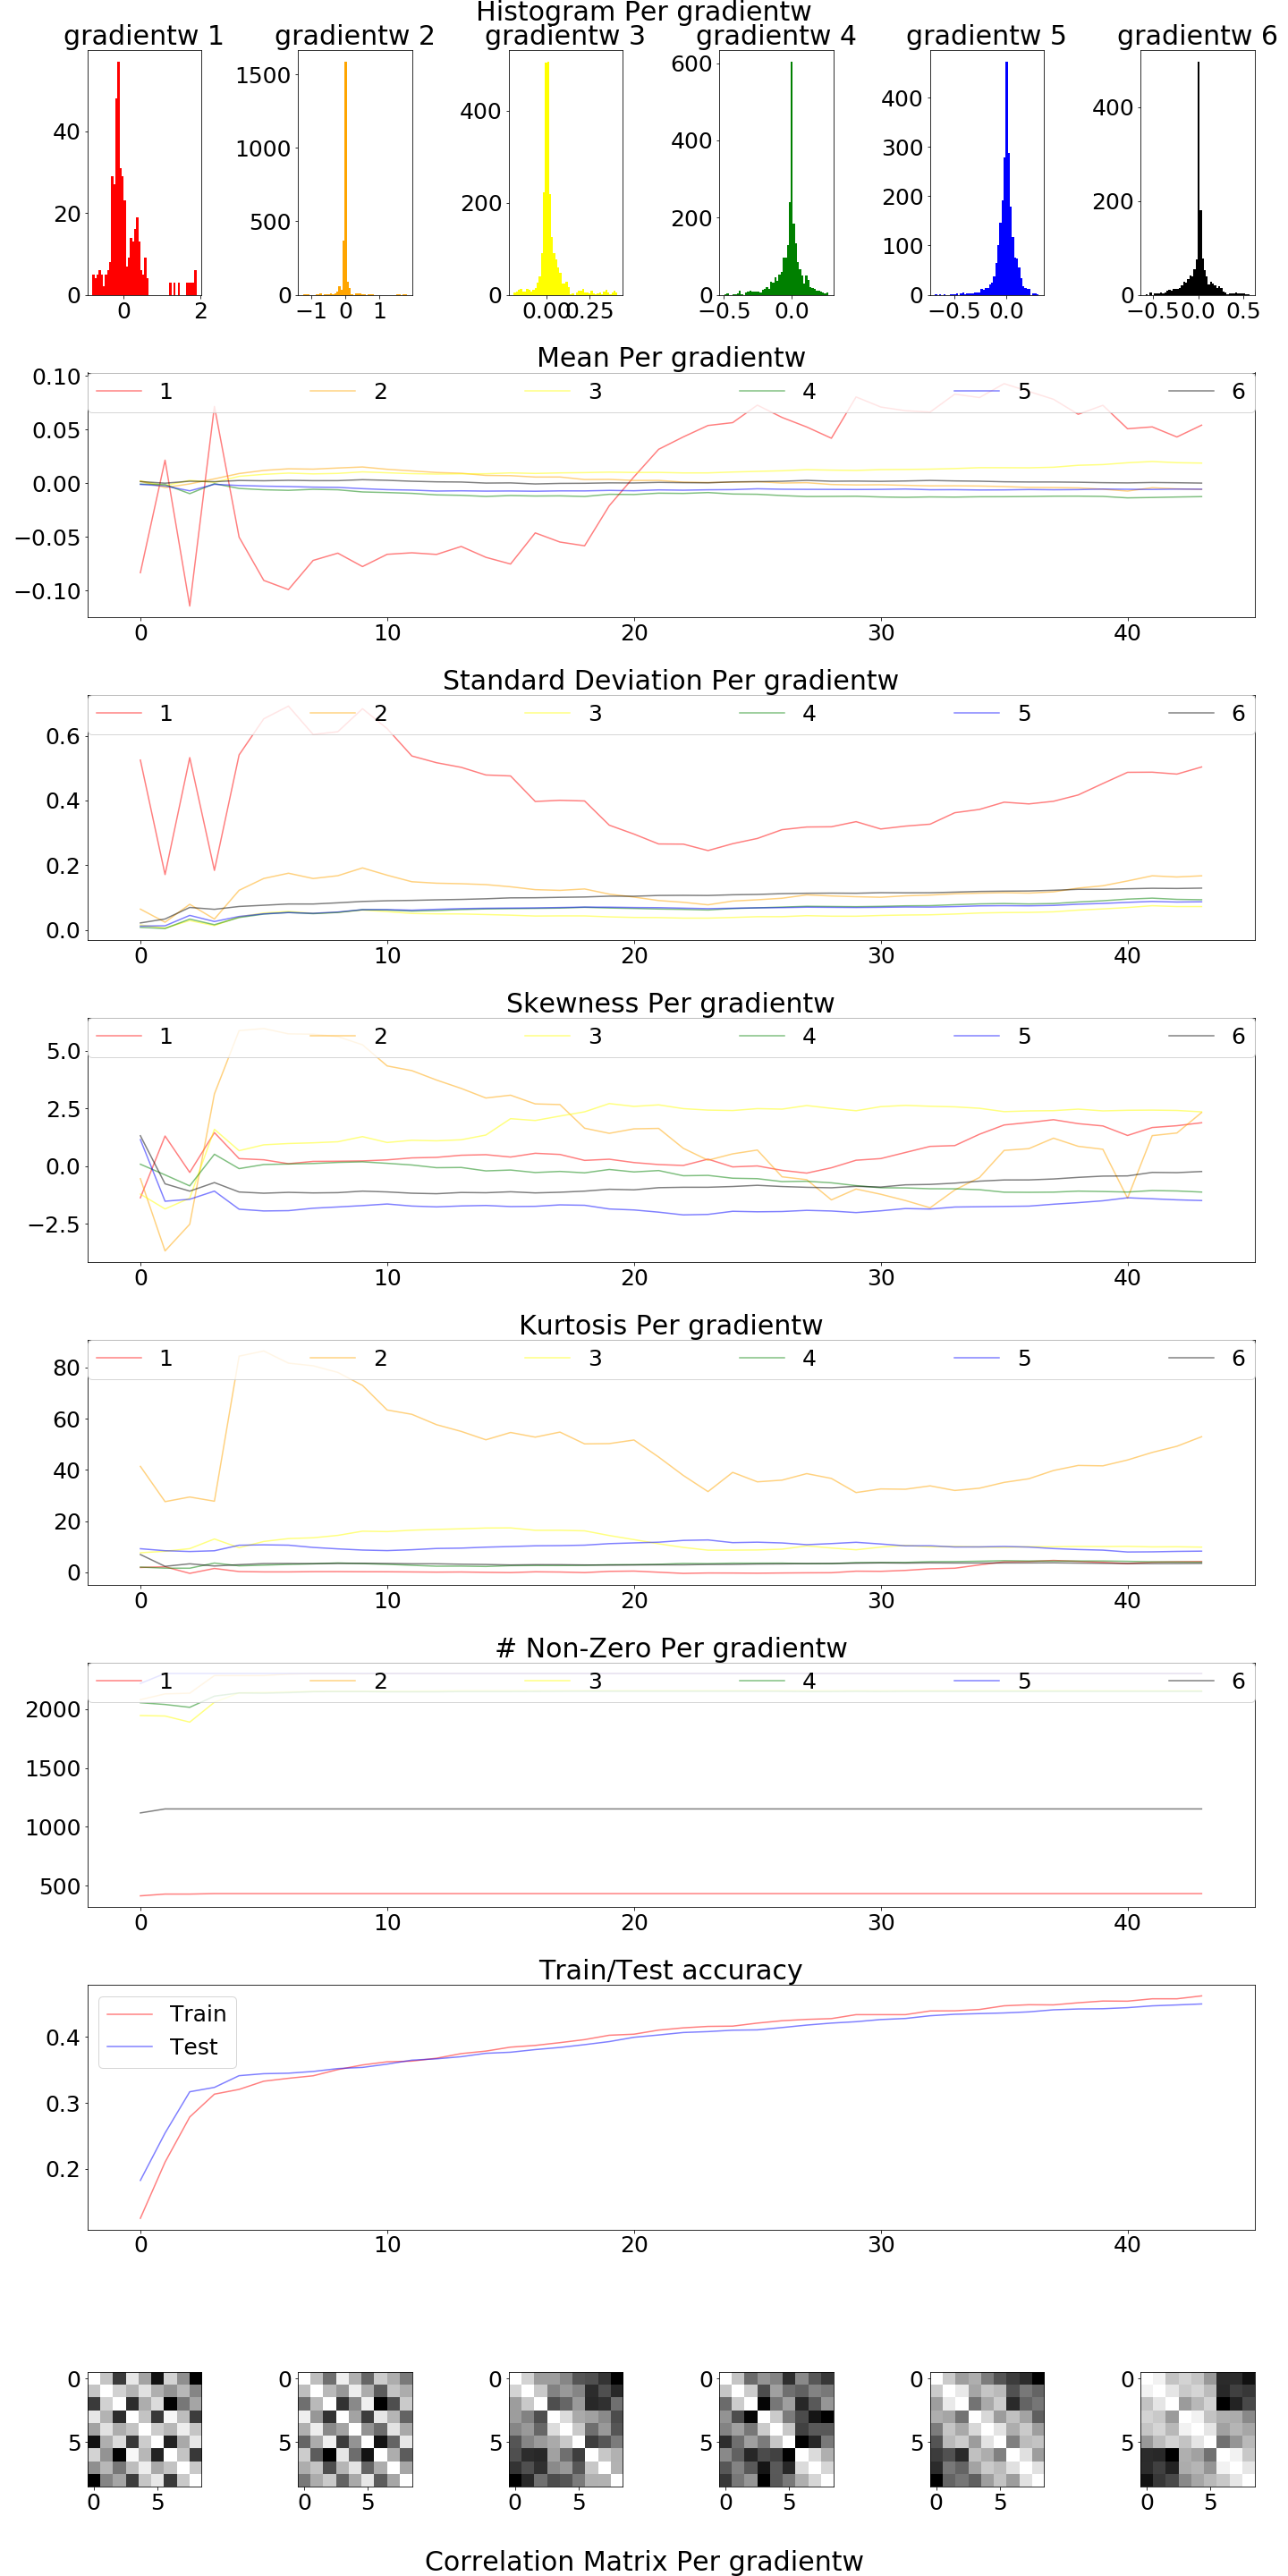 Histogram Per gradientw
gradientw 1 gradientw 2 gradientw 3 gradientw 4 gradientw 5 gradientw 6
40
20
0
0 2
1500
1000
500
0
−1 0 1
400
200
0
0.00 0.25
600
400
200
0
−0.5 0.0
400
300
200
100
0
−0.5 0.0
400
200
0
−0.5 0.0 0.5
Mean Per gradientw
1 2 3 4 5 6
0.10
0.05
0.00
−0.05
−0.10
0 10 20 30 40
Standard Deviation Per gradientw
1 2 3 4 5 6
0.6
0.4
0.2
0.0
0 10 20 30 40
Skewness Per gradientw
1 2 3 4 5 6
5.0
2.5
0.0
−2.5
0 10 20 30 40
Kurtosis Per gradientw
1 2 3 4 5 6
80
60
40
20
0
0 10 20 30 40
# Non-Zero Per gradientw
1 2 3 4 5 6
2000
1500
1000
500
0 10 20 30 40
Train/Test accuracy
Train
Test
0.4
0.3
0.2
0 10 20 30 40
0 0 0 0 0 0
5 5 5 5 5 5
0 5 0 5 0 5 0 5 0 5 0 5
Correlation Matrix Per gradientw